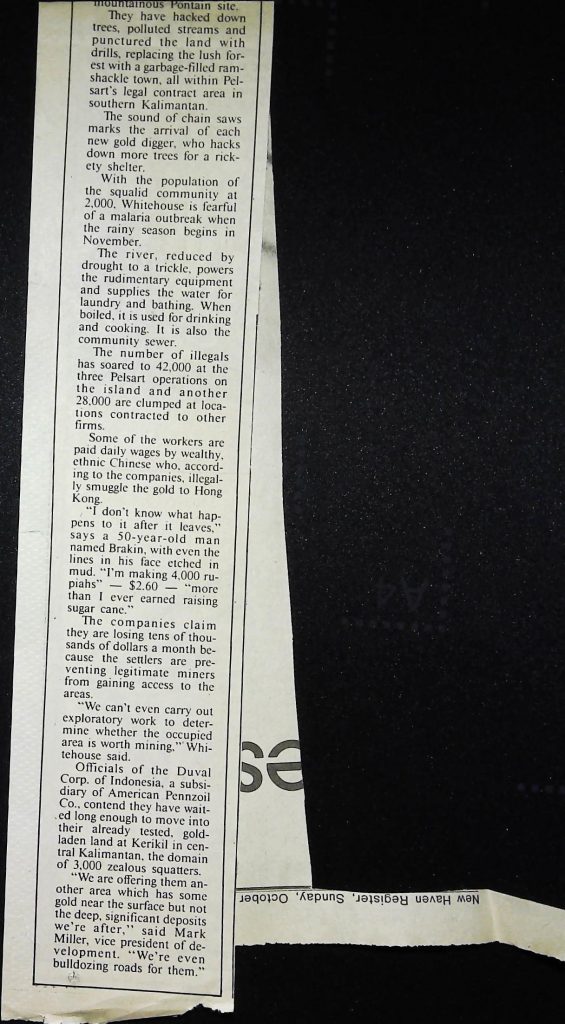 mountainous Pontain site.
They have hacked down
trees, polluted streams and
punctured the land with
drills, replacing the lush for-
est with a garbage-filled ram-
shackle town, all within Pel-
sart's legal contract area in
southern Kalimantan.
The sound of chain saws
marks the arrival of each
new gold digger, who hacks
down more trees for a rick-
ety shelter.
With the population of
the squalid community at
2,000, Whitehouse is fearful
of a malaria outbreak when
the rainy season begins in
November.
The river, reduced by
drought to a trickle, powers
the rudimentary equipment
and supplies the water for
laundry and bathing. When
boiled, it is used for drinking
and cooking. It is also the
community sewer.
The number of illegals
has soared to 42,000 at the
three Pelsart operations on
the island and another
28,000 are clumped at loca-
tions contracted to other
firms.
Some of the workers are
paid daily wages by wealthy,
ethnic Chinese who, accord-
ing to the companies, illegal-
ly smuggle the gold to Hong
Kong.
"I don't know what hap-
pens to it after it leaves,"
says a 50-year-old man
named Brakin, with even the
lines in his face etched in
mud. "I'm making 4,000 ru-
piahs" — $2.60 — "more
than I ever earned raising
sugar cane."
The companies claim
they are losing tens of thou-
sands of dollars a month be-
cause the settlers are pre-
venting legitimate miners
from gaining access to the
areas.
"We can't even carry out
exploratory work to deter-
mine whether the occupied
area is worth mining," Whi-
tehouse said.
Officials of the Duval
Corp. of Indonesia, a subsi-
diary of American Pennzoil
Co., contend they have wait-
ed long enough to move into
their already tested, gold-
laden land at Kerikil in cen-
tral Kalimantan, the domain
of 3,000 zealous squatters.
"We are offering them an-
other area which has some
gold near the surface but not
the deep, significant deposits
we're after," said Mark
Miller, vice president of de-
velopment. "We're even
bulldozing roads for them."
es
New Haven Register, Sunday, October